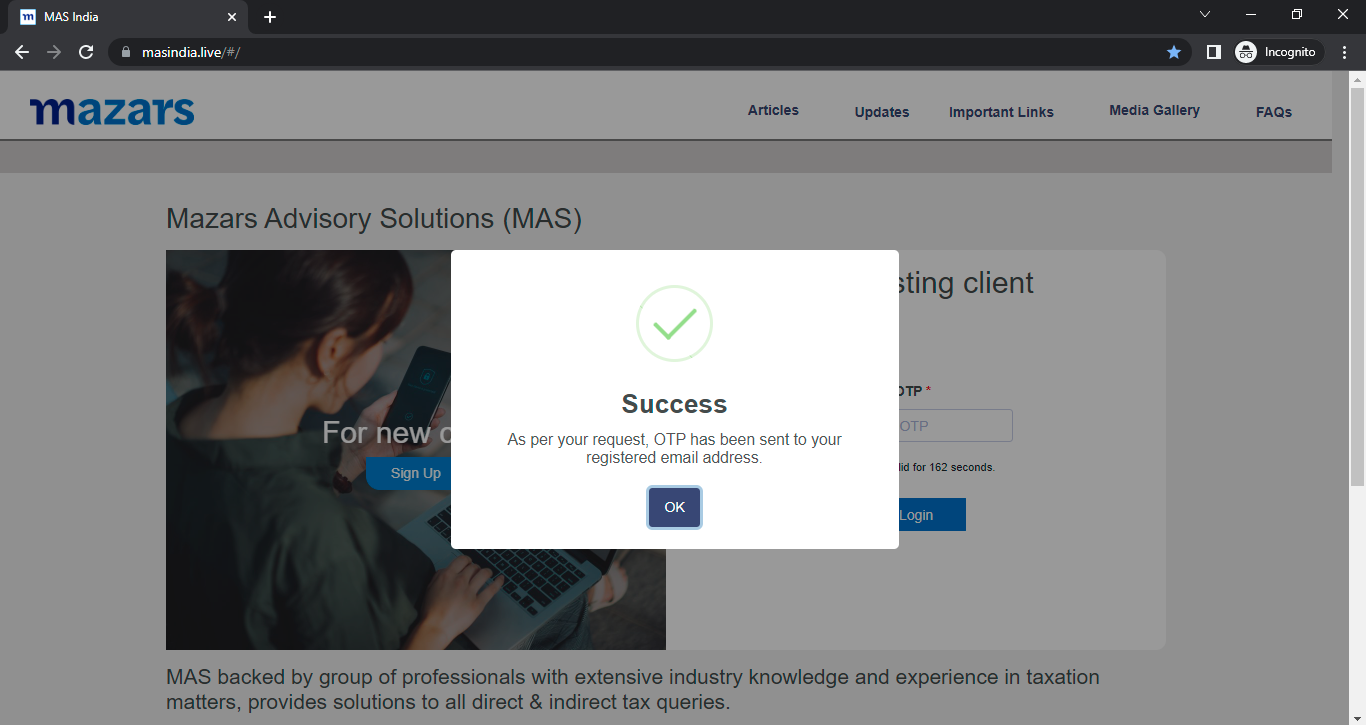 MAS India
masindia.live/#/
Incognito
mazars
Articles
Updates
Important Links
Media Gallery
FAQs
Mazars Advisory Solutions (MAS)
sting client
For new c
Sign Up
Success
As per your request, OTP has been sent to your
registered email address.
OK
OTP *
OTP
lid for 162 seconds.
Login
MAS backed by group of professionals with extensive industry knowledge and experience in taxation
matters, provides solutions to all direct & indirect tax queries.